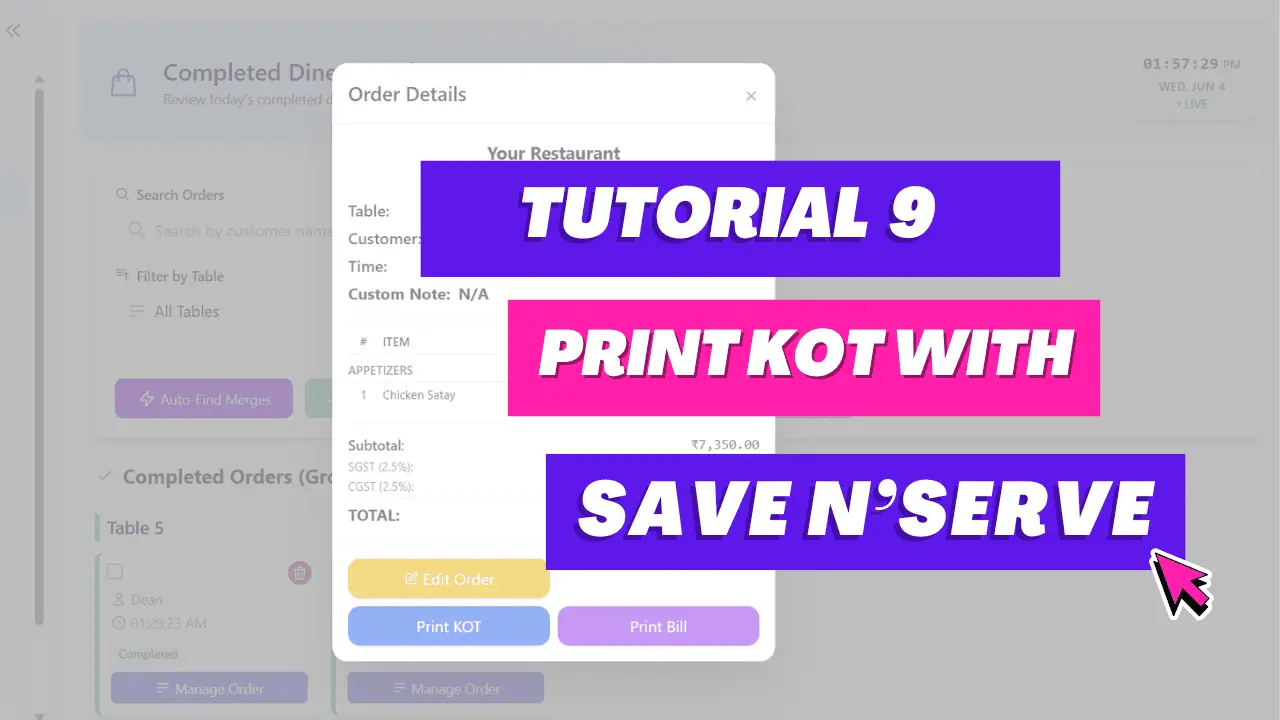 Completed Dine
Review today's completed d
01:57:29 PM
WED, JUN 4
• LIVE
Order Details
×
Your Restaurant
Search Orders
Search by customer name
Filter by Table
All Tables
Auto-Find Merges
Table:
Customer:
Time:
Custom Note: N/A
# ITEM
APPETIZERS
1 Chicken Satay
Subtotal: ₹7,350.00
SGST (2.5%):
CGST (2.5%):
TOTAL:
Edit Order
Print KOT
Print Bill
TUTORIAL 9
PRINT KOT WITH
SAVE N’SERVE
Completed Orders (Gro
Table 5
Dean
01:29:23 AM
Completed
Manage Order
Manage Order